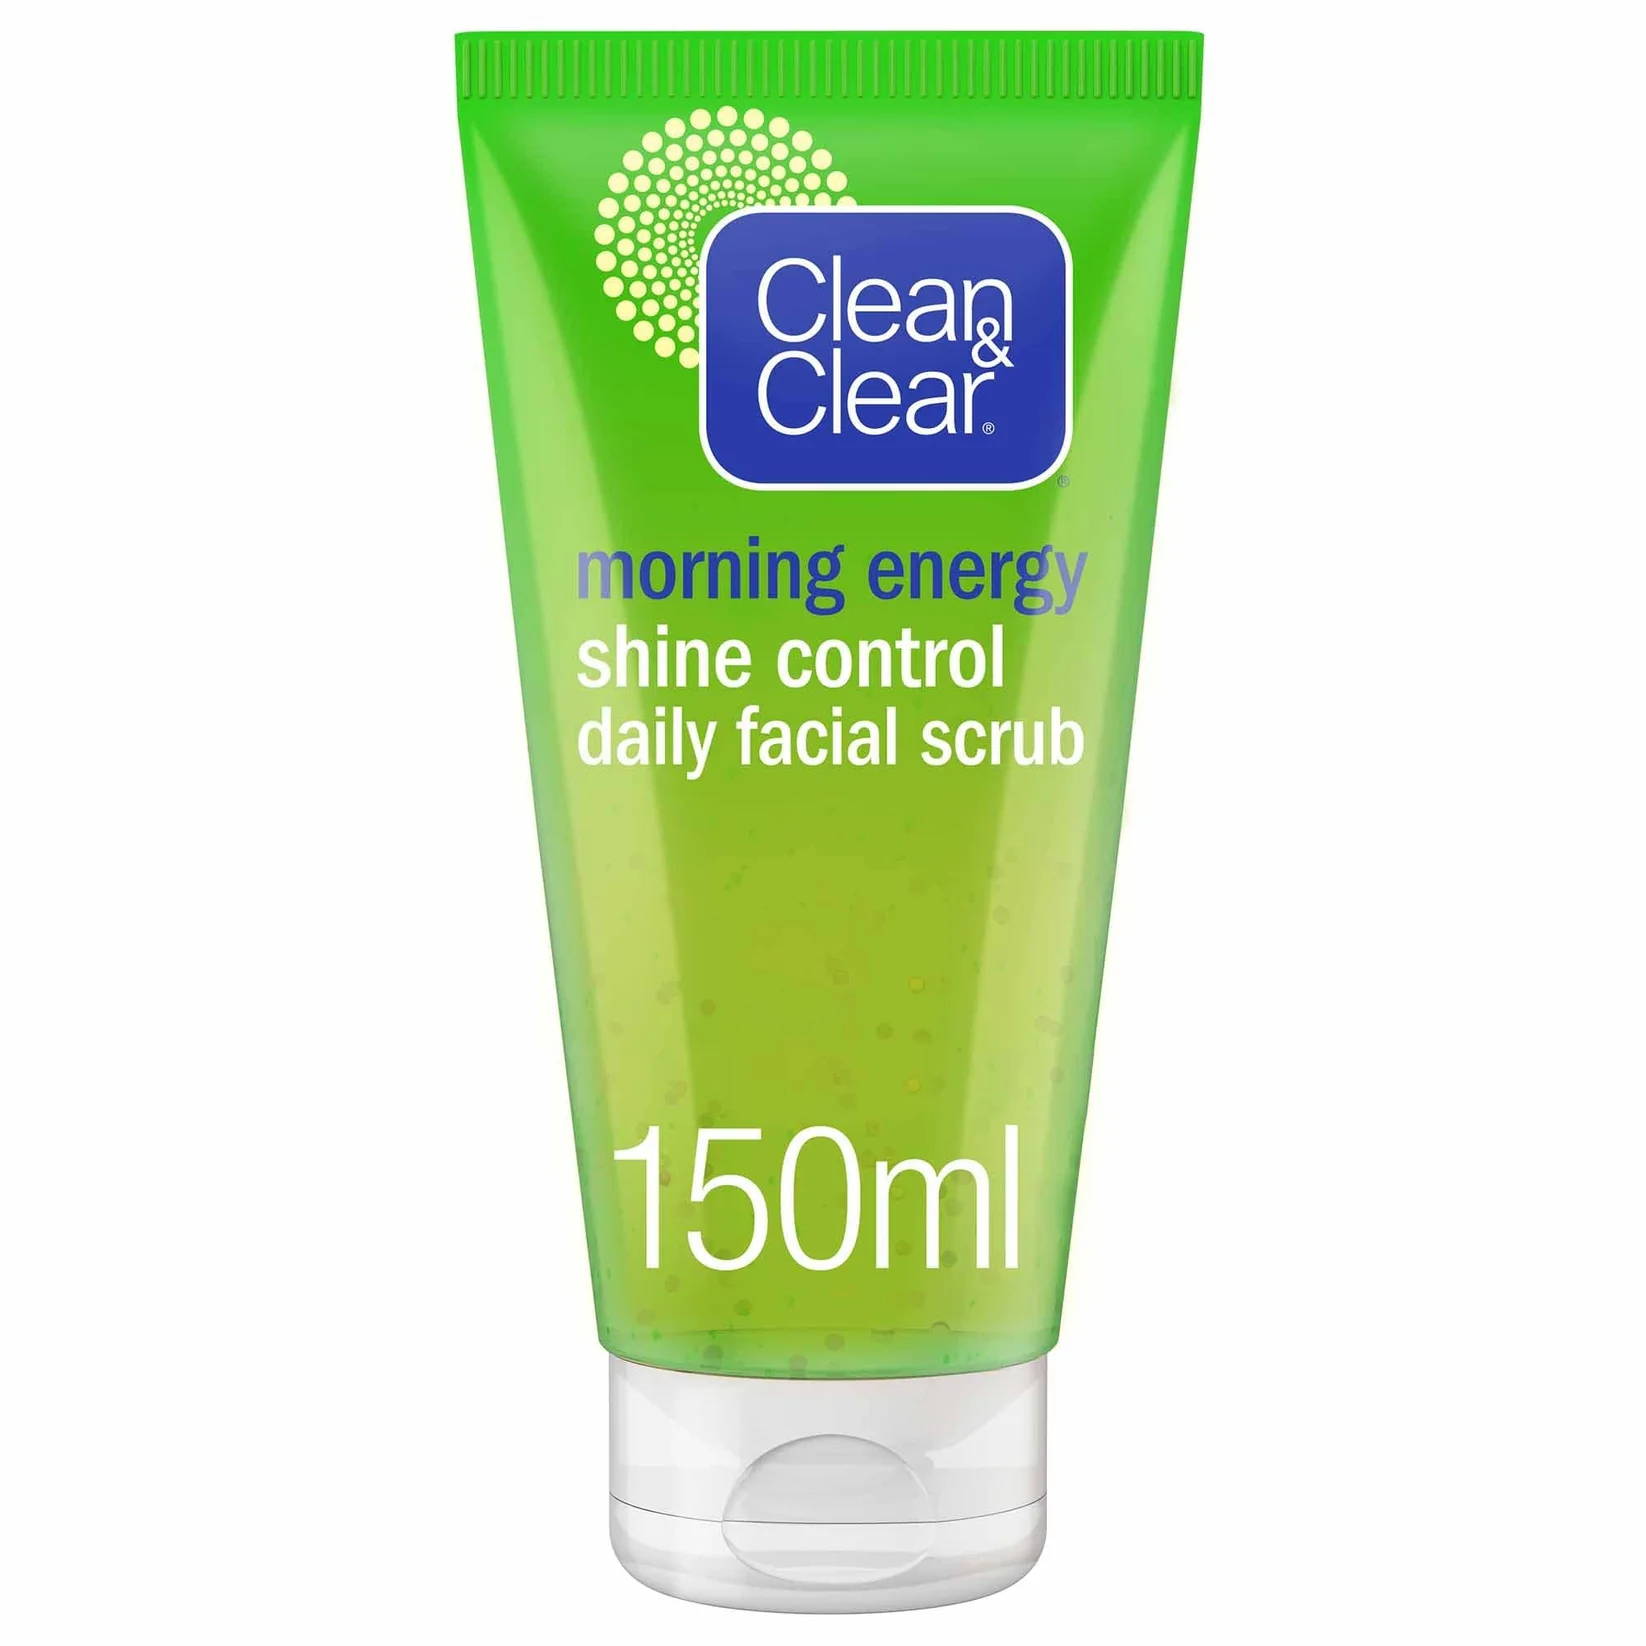 Clean
&
Clear®
®
morning energy
shine control
daily facial scrub
150ml